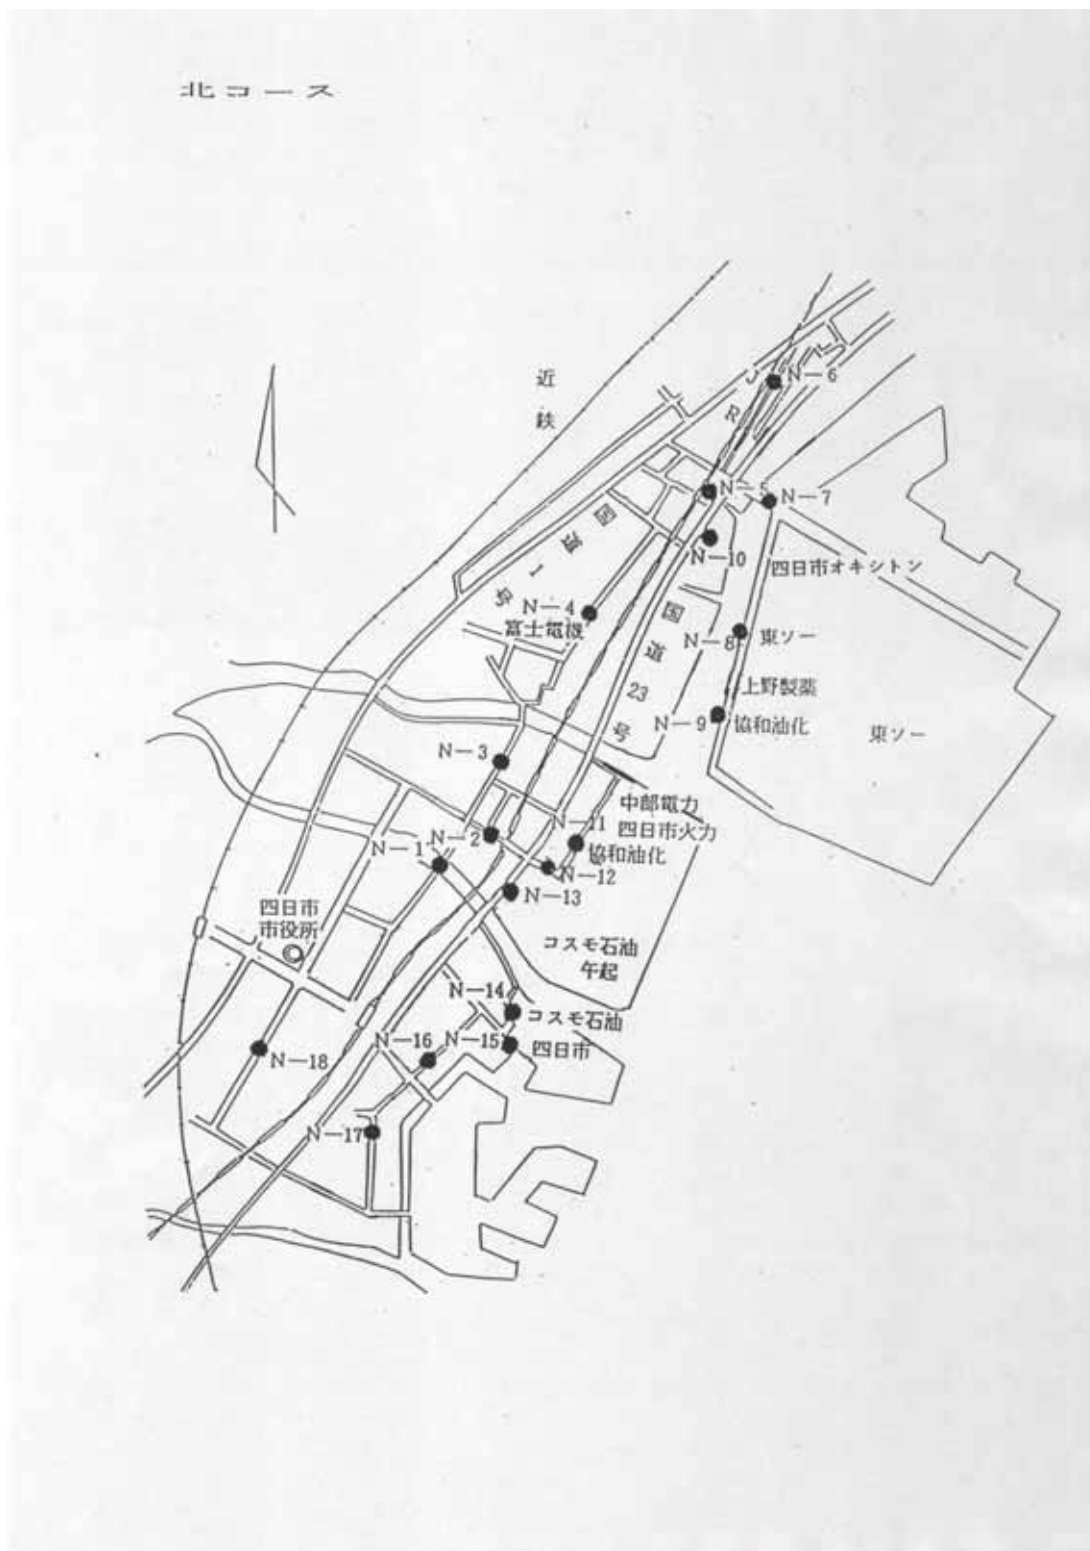 北コース
近鉄
JR
N－6
N－5
N－7
国道1号
N－10
四日市オキシトン
N－4
富士電機
国道23号
N－8
東ソー
上野製薬
N－9
協和油化
東ソー
N－3
中部電力
四日市火力
N－11
協和油化
N－2
N－1
N－12
N－13
四日市
市役所
コスモ石油
午起
N－14
コスモ石油
四日市
N－15
N－16
N－18
N－17